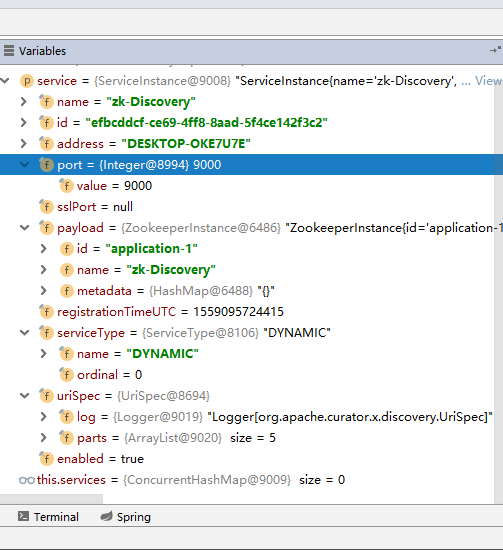 Variables
service = {ServiceInstance@9008} "ServiceInstance{name='zk-Discovery', ... View
name = "zk-Discovery"
id = "efbcddcf-ce69-4ff8-8aad-5f4ce142f3c2"
address = "DESKTOP-OKE7U7E"
port = {Integer@8994} 9000
value = 9000
sslPort = null
payload = {ZookeeperInstance@6486} "ZookeeperInstance{id='application-1
id = "application-1"
name = "zk-Discovery"
metadata = {HashMap@6488} "{}"
registrationTimeUTC = 1559095724415
serviceType = {ServiceType@8106} "DYNAMIC"
name = "DYNAMIC"
ordinal = 0
uriSpec = {UriSpec@8694}
log = {Logger@9019} "Logger[org.apache.curator.x.discovery.UriSpec]"
parts = {ArrayList@9020} size = 5
enabled = true
this.services = {ConcurrentHashMap@9009} size = 0
Terminal Spring